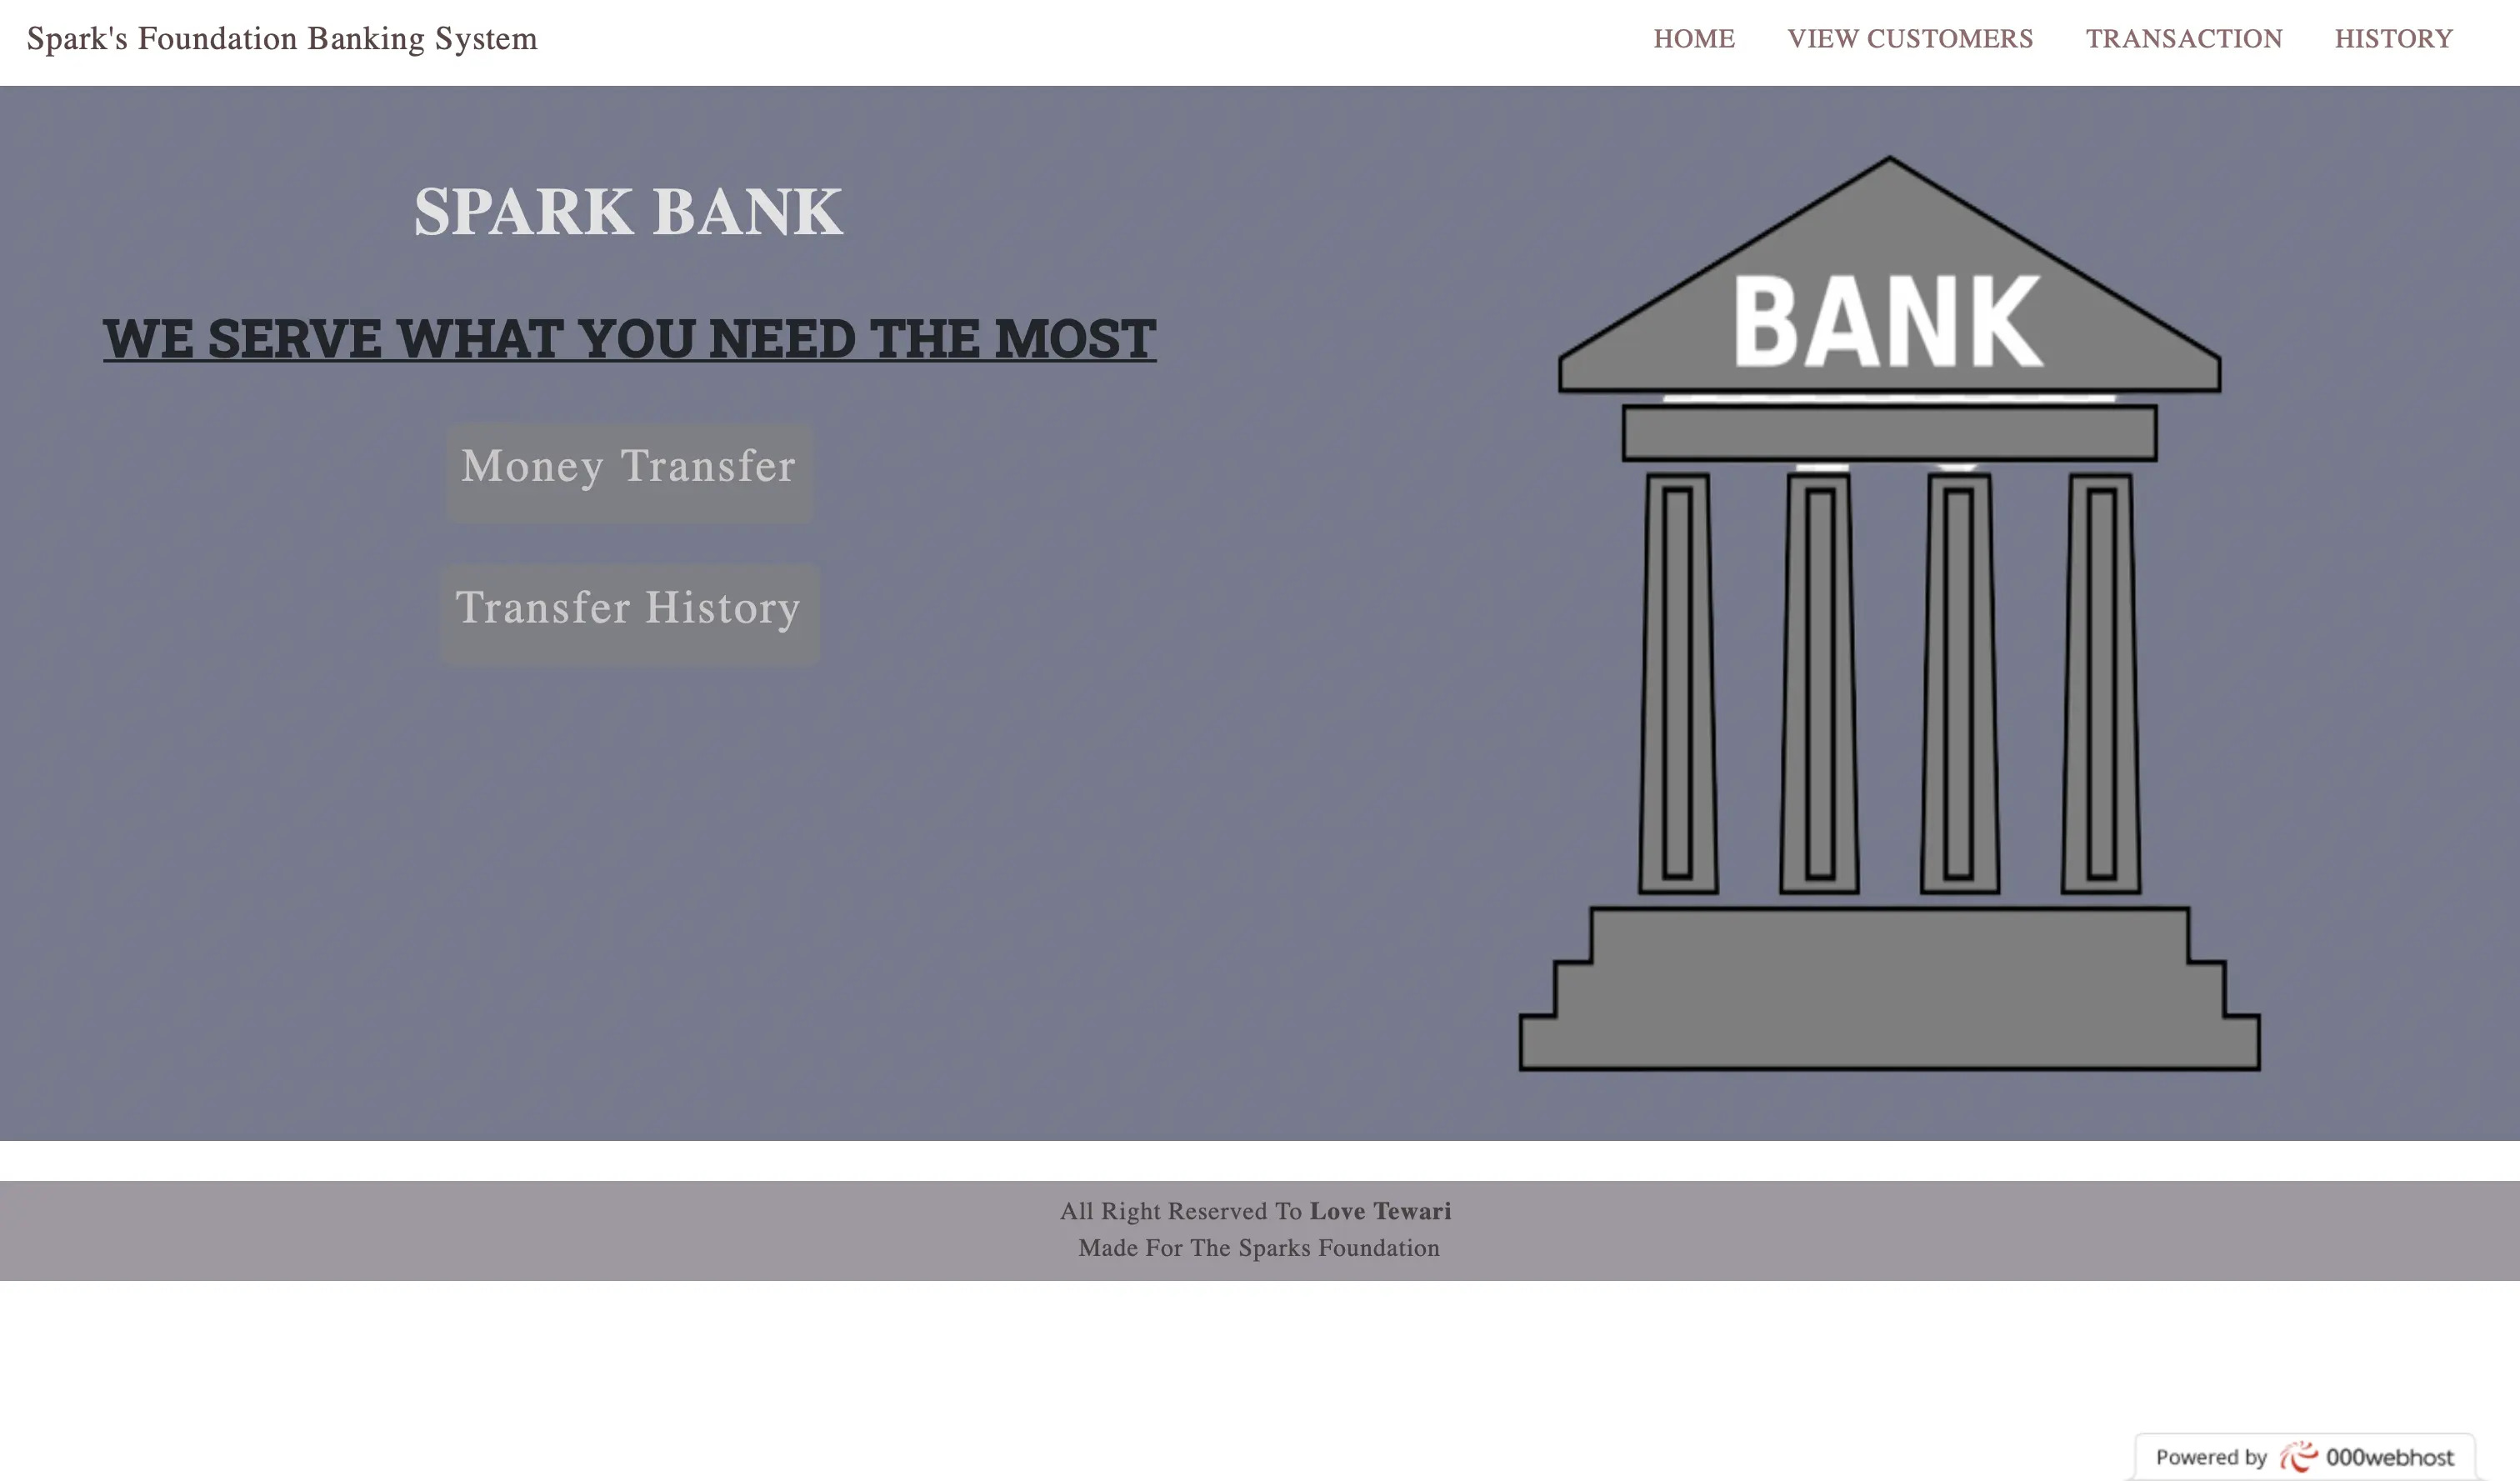 Spark's Foundation Banking System
HOME VIEW CUSTOMERS TRANSACTION HISTORY
SPARK BANK
WE SERVE WHAT YOU NEED THE MOST
Money Transfer
Transfer History
BANK
All Right Reserved To Love Tewari
Made For The Sparks Foundation
Powered by 000webhost